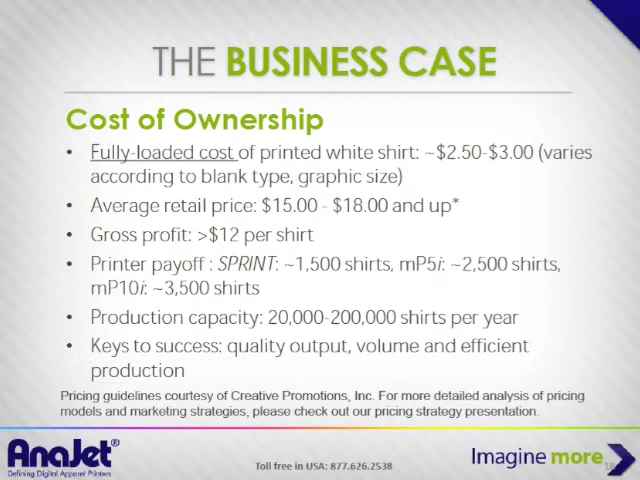 THE BUSINESS CASE
Cost of Ownership
• Fully-loaded cost of printed white shirt: ~$2.50-$3.00 (varies
according to blank type, graphic size)
• Average retail price: $15.00 - $18.00 and up*
• Gross profit: >$12 per shirt
• Printer payoff : SPRINT: ~1,500 shirts, mP5i: ~2,500 shirts,
mP10i: ~3,500 shirts
• Production capacity: 20,000-200,000 shirts per year
• Keys to success: quality output, volume and efficient
production
Pricing guidelines courtesy of Creative Promotions, Inc. For more detailed analysis of pricing
models and marketing strategies, please check out our pricing strategy presentation.
AnaJet®
Defining Digital Apparel Printers
Toll free in USA: 877.626.2538
Imagine more
18